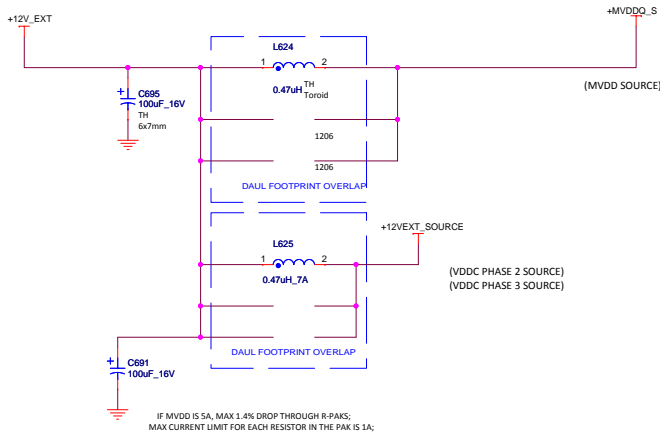 +12V_EXT
+MVDDQ_S
L624
1
2
0.47uH
TH
Toroid
(MVDD SOURCE)
+
C695
100uF_16V
TH
6x7mm
1206
1206
DAUL FOOTPRINT OVERLAP
+12VEXT_SOURCE
L625
1
2
0.47uH_7A
(VDDC PHASE 2 SOURCE)
(VDDC PHASE 3 SOURCE)
DAUL FOOTPRINT OVERLAP
+
C691
100uF_16V
IF MVDD IS 5A, MAX 1.4% DROP THROUGH R-PAKS;
MAX CURRENT LIMIT FOR EACH RESISTOR IN THE PAK IS 1A;